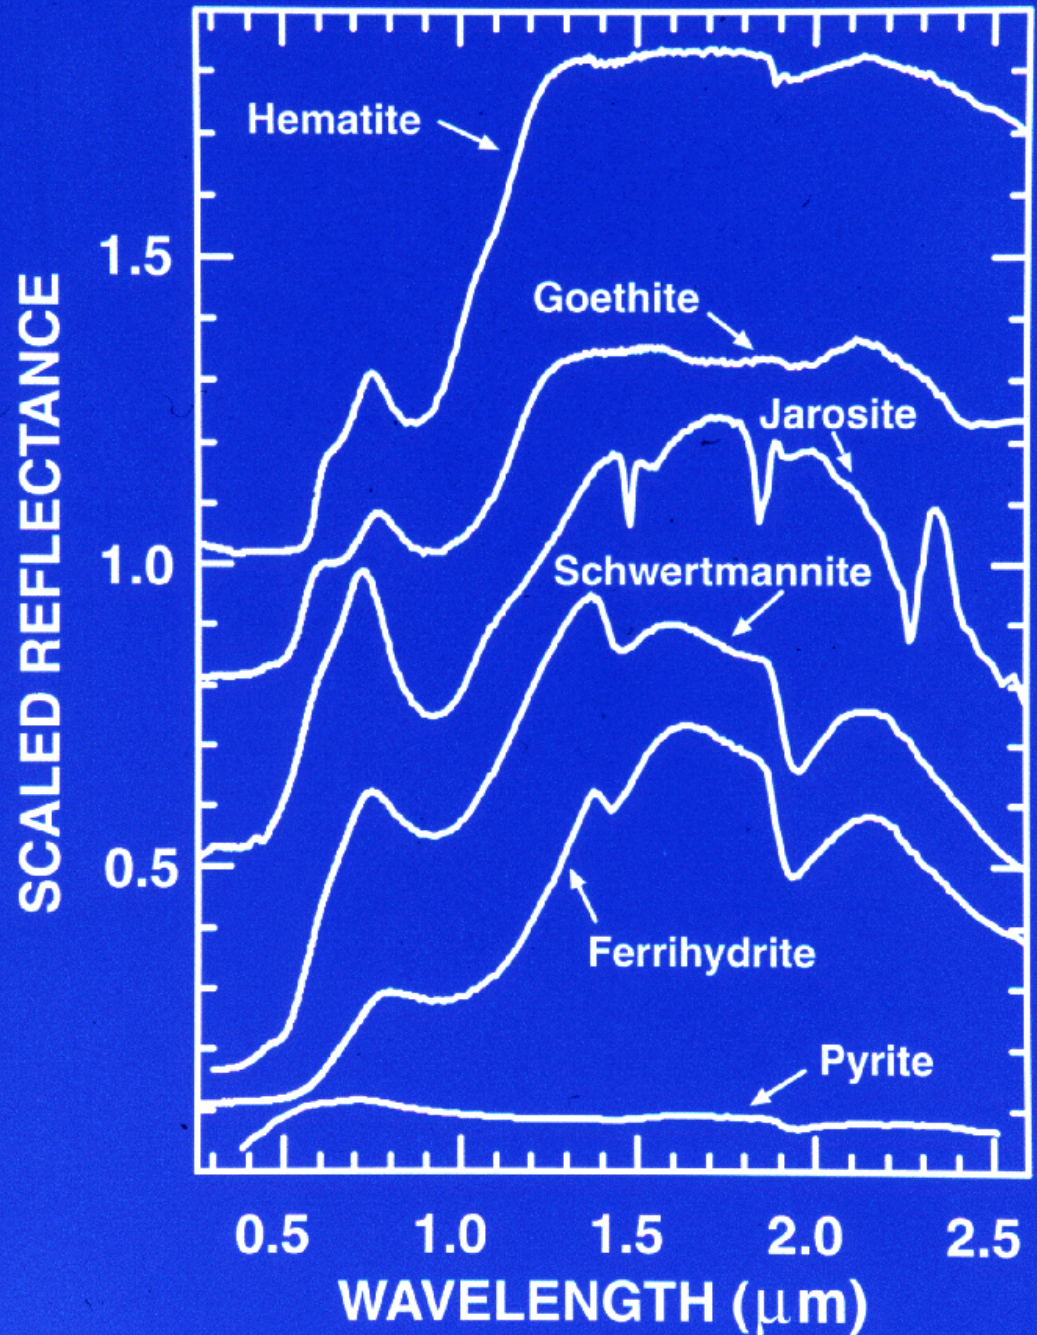 Hematite
1.5
Goethite
Jarosite
1.0
Schwertmannite
0.5
Ferrihydrite
Pyrite
0.5 1.0 1.5 2.0 2.5
WAVELENGTH (μm)
SCALED REFLECTANCE